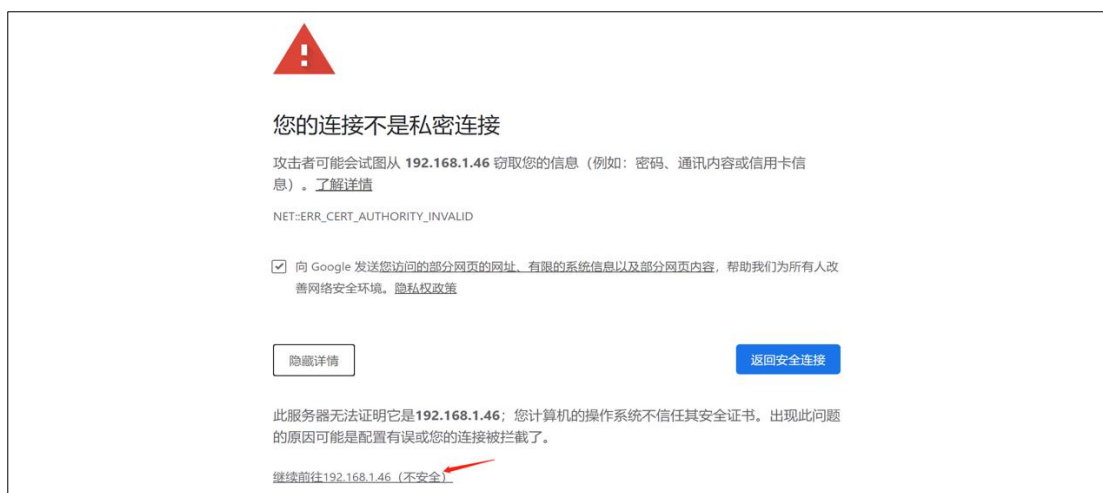 您的连接不是私密连接
攻击者可能会试图从 192.168.1.46 窃取您的信息（例如：密码、通讯内容或信用卡信
息）。了解详情
NET::ERR_CERT_AUTHORITY_INVALID
向 Google 发送您访问的部分网页的网址、有限的系统信息以及部分网页内容，帮助我们为所有人改
善网络安全环境。隐私权政策
隐藏详情
返回安全连接
此服务器无法证明它是192.168.1.46；您计算机的操作系统不信任其安全证书。出现此问题
的原因可能是配置有误或您的连接被拦截了。
继续前往192.168.1.46（不安全）